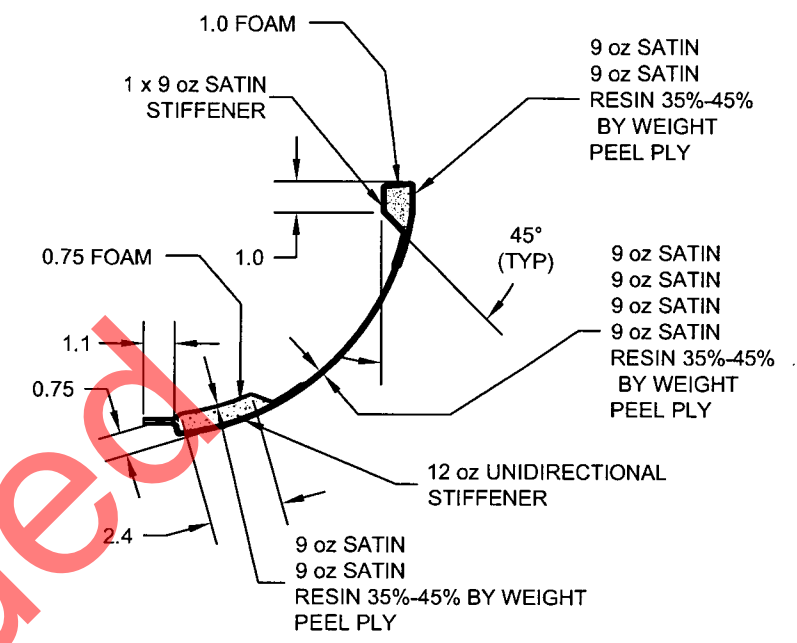 1.0 FOAM
1 x 9 oz SATIN
STIFFENER
9 oz SATIN
9 oz SATIN
RESIN 35%-45%
BY WEIGHT
PEEL PLY
1.0
45°
(TYP)
0.75 FOAM
9 oz SATIN
9 oz SATIN
9 oz SATIN
9 oz SATIN
RESIN 35%-45%
BY WEIGHT
PEEL PLY
1.1
0.75
2.4
12 oz UNIDIRECTIONAL
STIFFENER
9 oz SATIN
9 oz SATIN
RESIN 35%-45% BY WEIGHT
PEEL PLY
ed